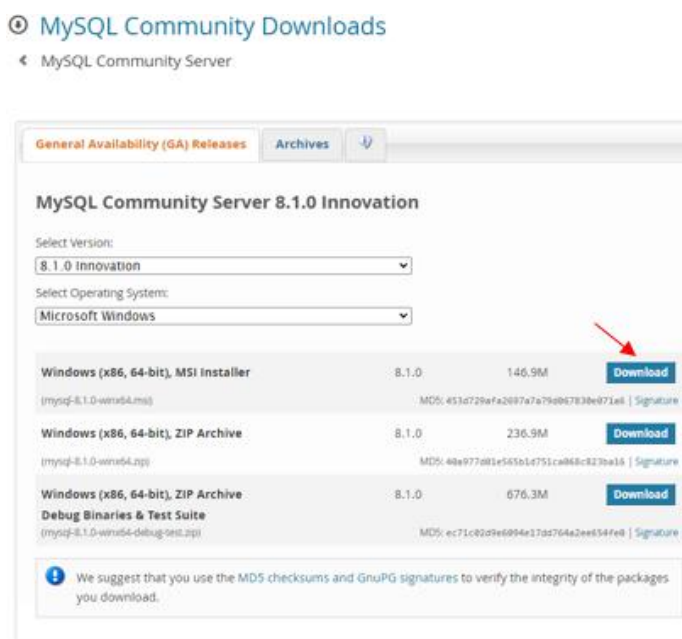 MySQL Community Downloads
MySQL Community Server
General Availability (GA) Releases Archives
MySQL Community Server 8.1.0 Innovation
Select Version:
8.1.0 Innovation
Select Operating System:
Microsoft Windows
Windows (x86, 64-bit), MSI Installer 8.1.0 146.9M Download
(mysql-8.1.0-winx64.msi) MD5: | Signature
Windows (x86, 64-bit), ZIP Archive 8.1.0 236.9M Download
(mysql-8.1.0-winx64.zip) MD5: | Signature
Windows (x86, 64-bit), ZIP Archive 8.1.0 676.3M Download
Debug Binaries & Test Suite
(mysql-8.1.0-winx64-debug-test.zip) MD5: | Signature
We suggest that you use the MD5 checksums and GnuPG signatures to verify the integrity of the packages
you download.